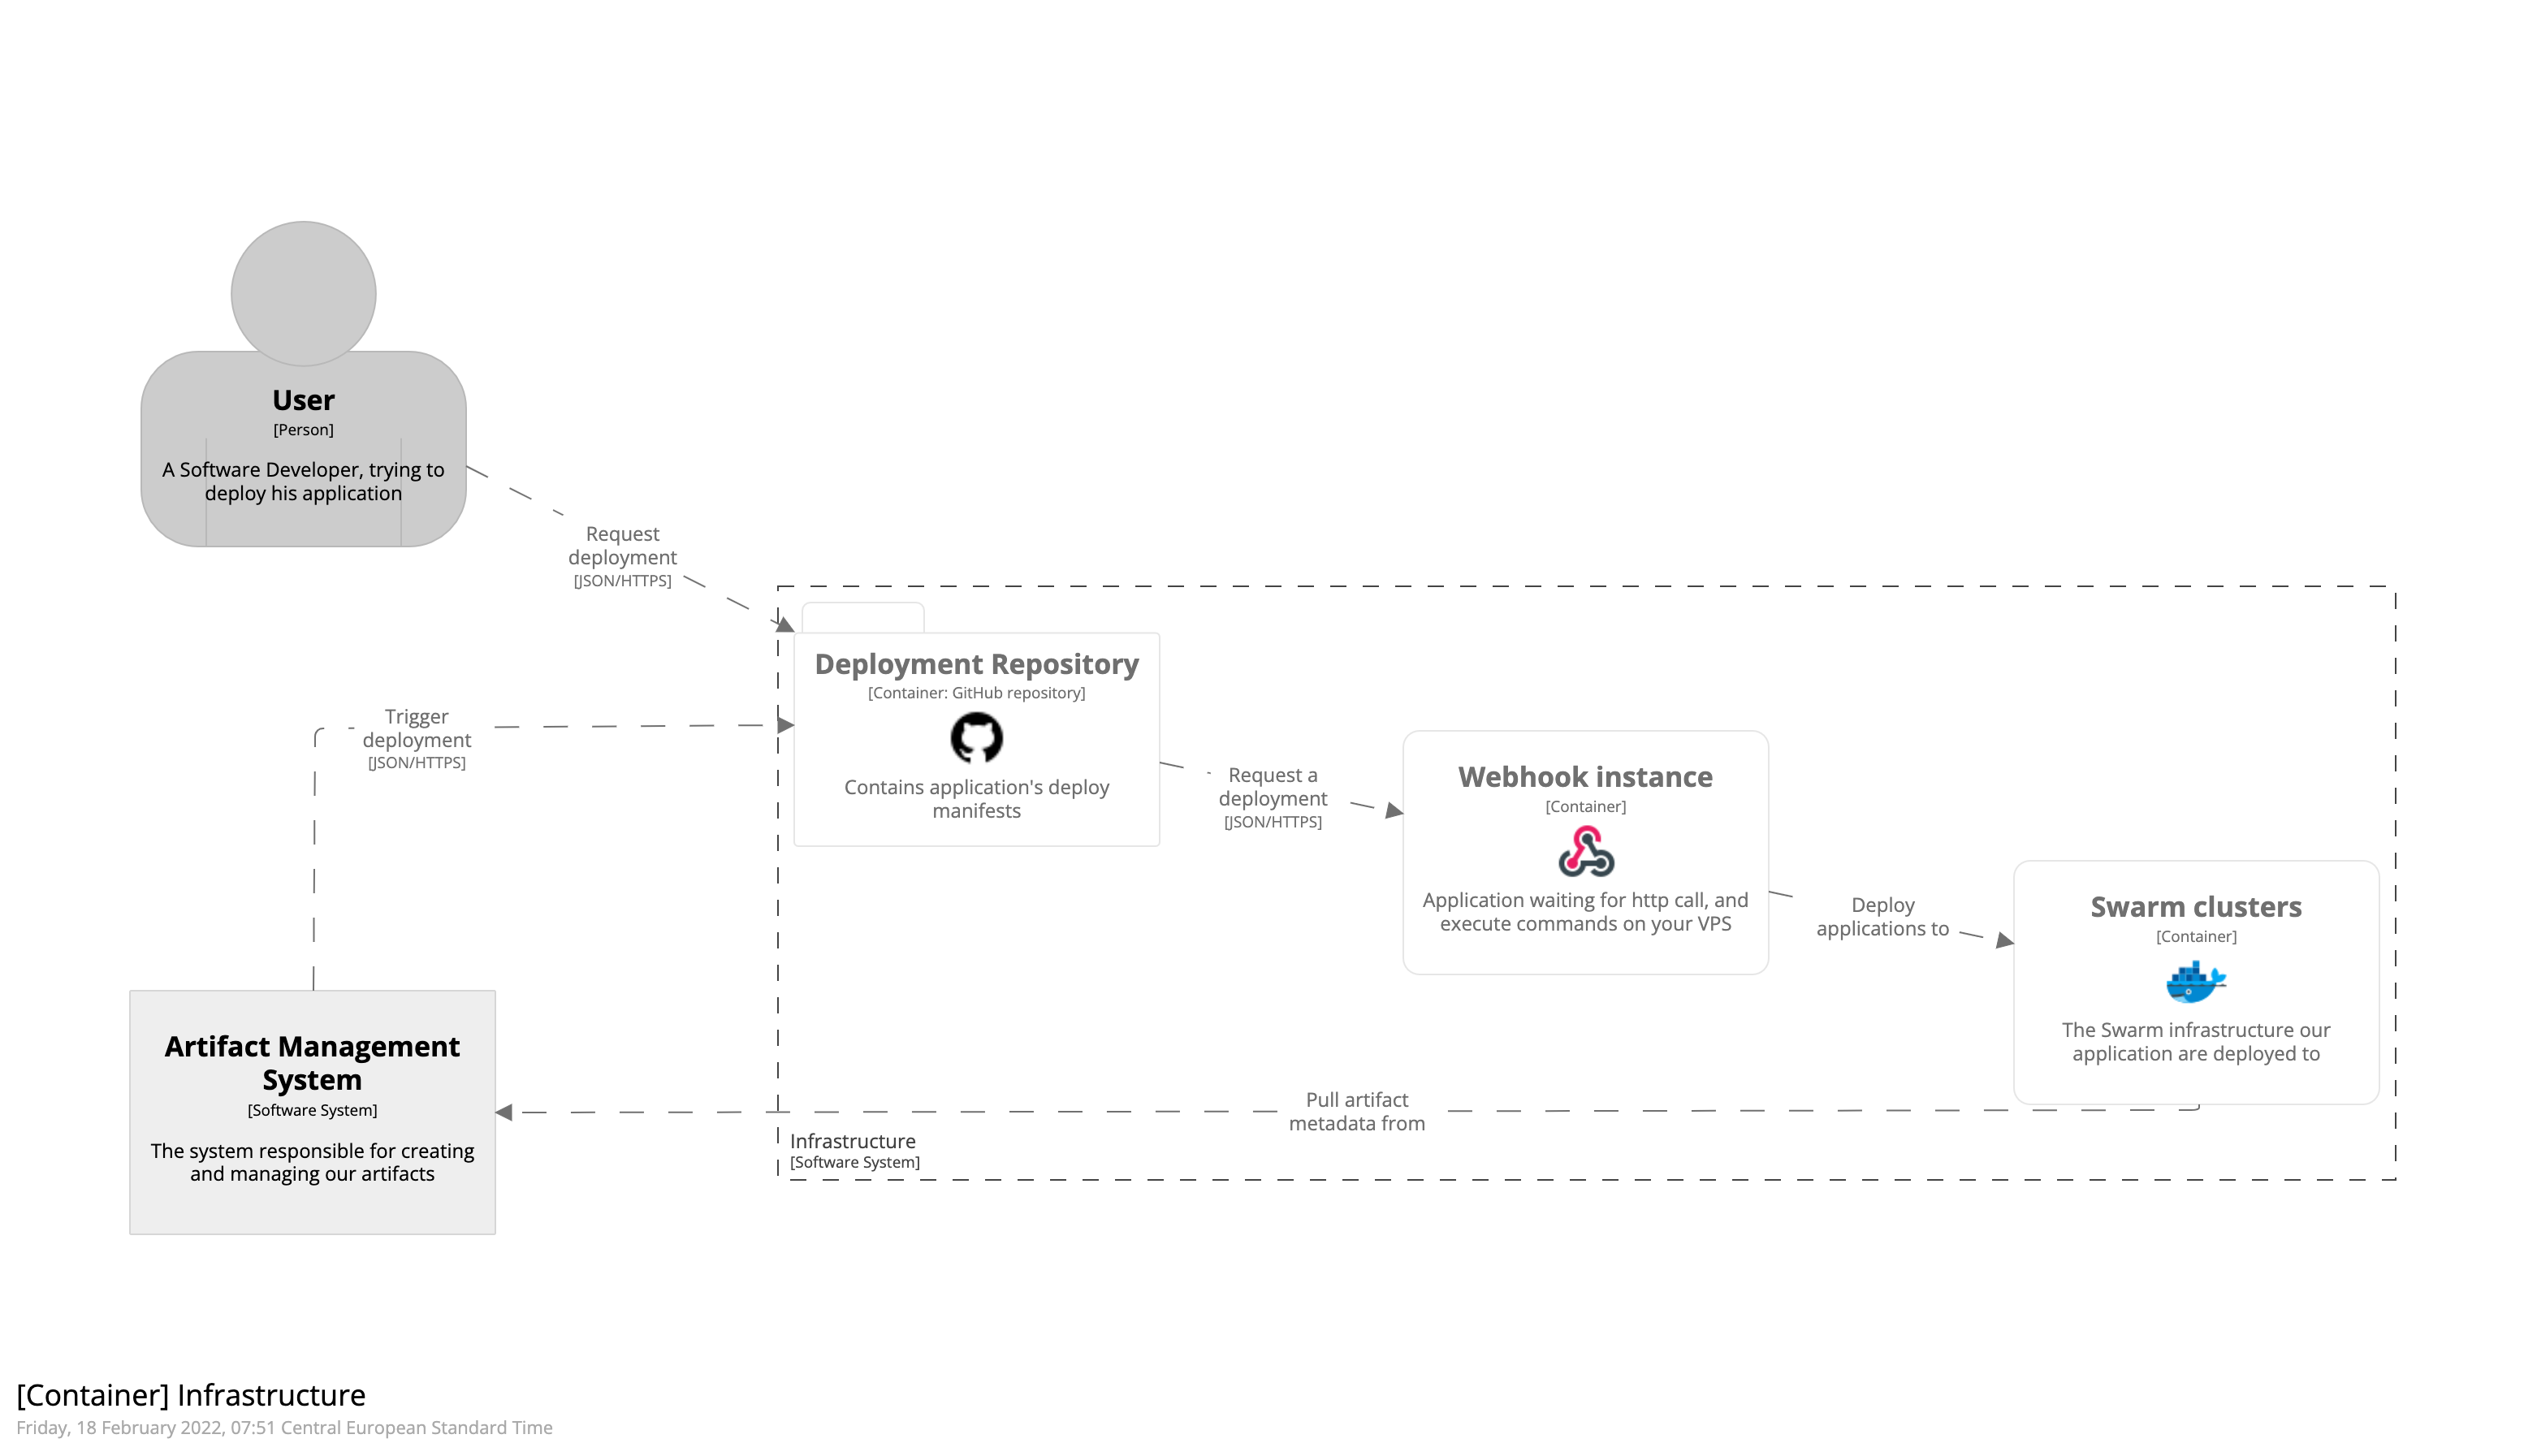 User
[Person]
A Software Developer, trying to
deploy his application
Request
deployment
[JSON/HTTPS]
Deployment Repository
[Container: GitHub repository]
Contains application's deploy
manifests
Trigger
deployment
[JSON/HTTPS]
Request a
deployment
[JSON/HTTPS]
Webhook instance
[Container]
Application waiting for http call, and
execute commands on your VPS
Deploy
applications to
Swarm clusters
[Container]
The Swarm infrastructure our
application are deployed to
Artifact Management
System
[Software System]
The system responsible for creating
and managing our artifacts
Pull artifact
metadata from
Infrastructure
[Software System]
[Container] Infrastructure
Friday, 18 February 2022, 07:51 Central European Standard Time